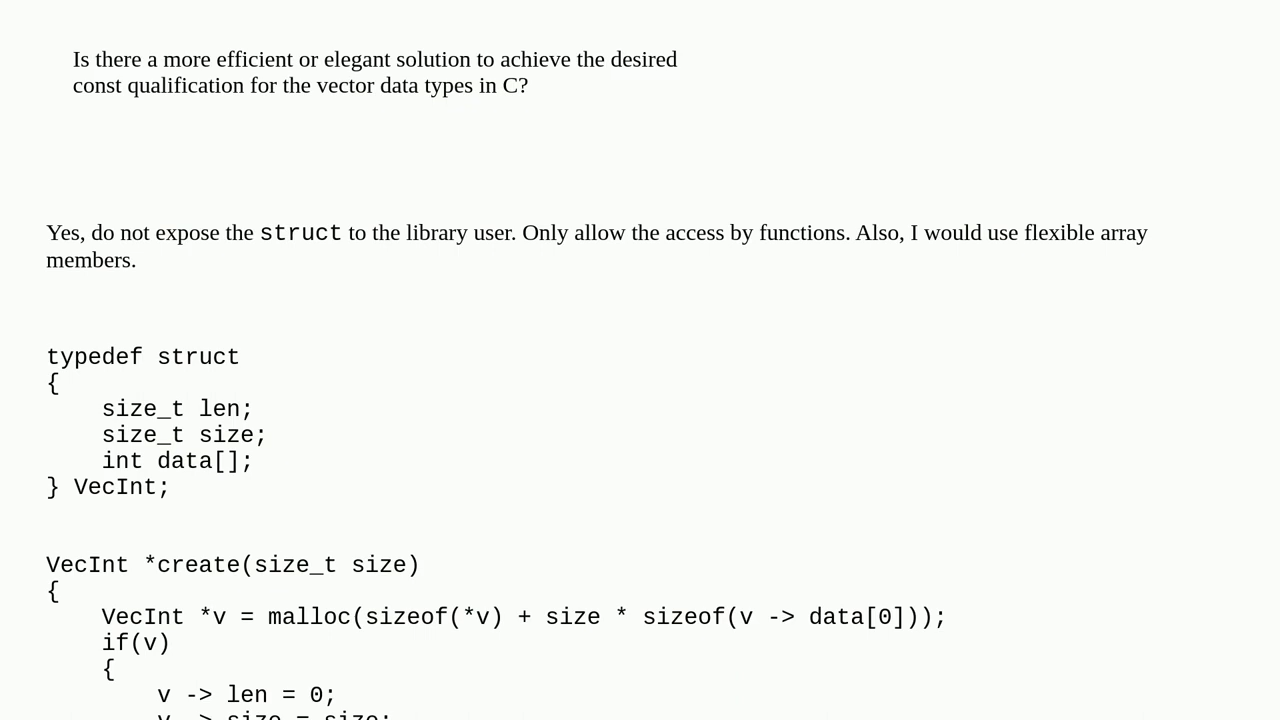 Is there a more efficient or elegant solution to achieve the desired
const qualification for the vector data types in C?
Yes, do not expose the struct to the library user. Only allow the access by functions. Also, I would use flexible array
members.
typedef struct
{
    size_t len;
    size_t size;
    int data[];
} VecInt;
VecInt *create(size_t size)
{
    VecInt *v = malloc(sizeof(*v) + size * sizeof(v -> data[0]));
    if(v)
    {
        v -> len = 0;
        v -> size = size;